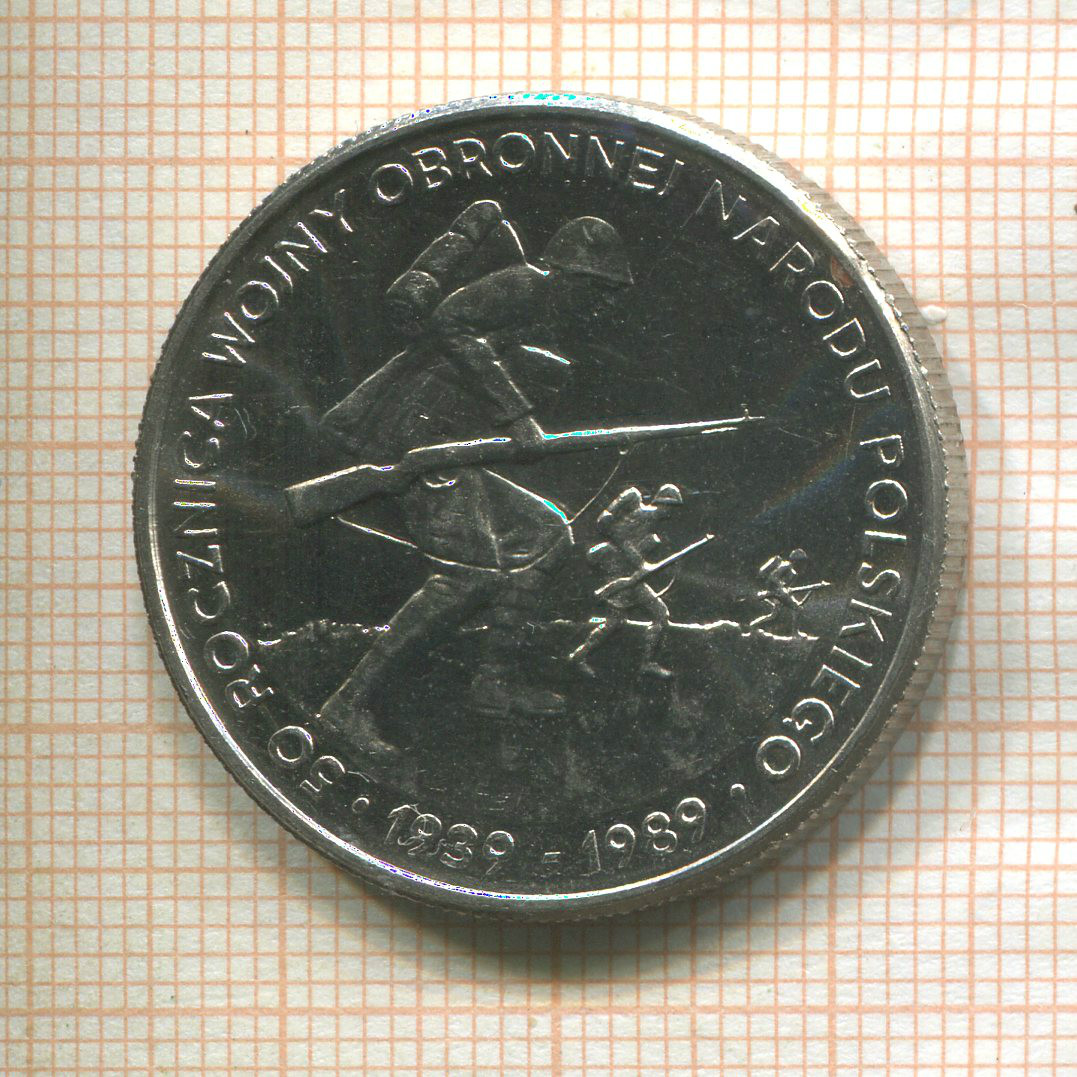 50 ROCZNICA WOJNY OBRONNEJ NARODU POLSKIEGO
· 1939 - 1989 ·